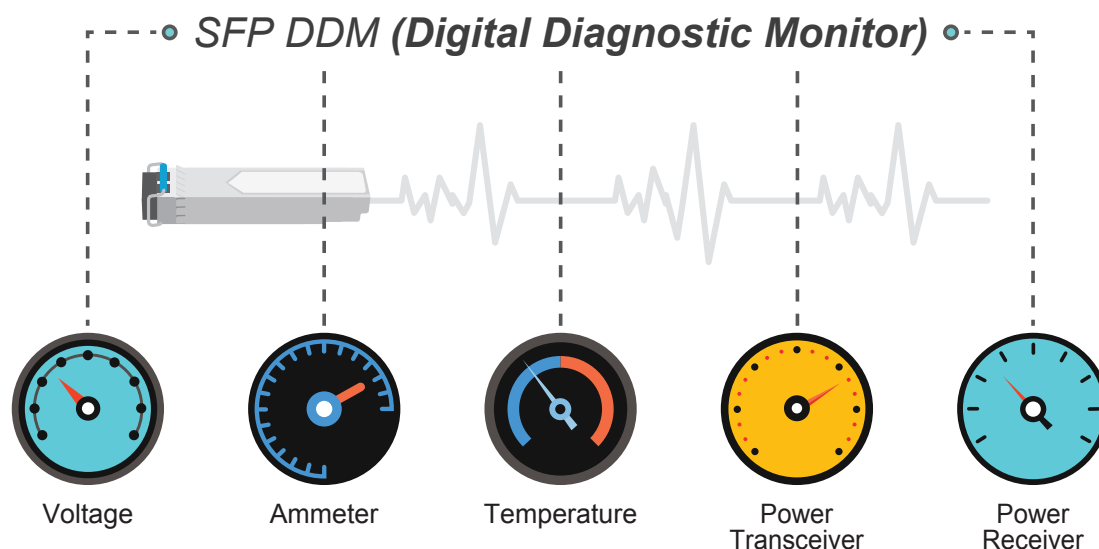 SFP DDM (Digital Diagnostic Monitor)
Voltage
Ammeter
Temperature
Power
Transceiver
Power
Receiver